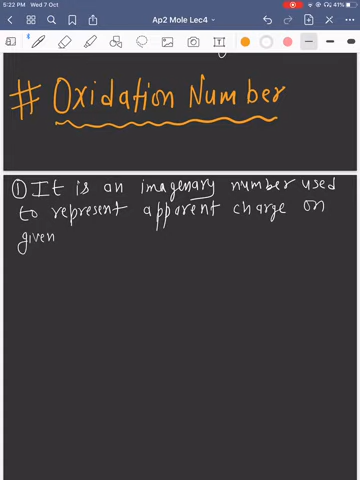 5:22 PM Wed 7 Oct
41%
Ap2 Mole Lec4
# Oxidation Number
① It is an imagenary number used
to represent apparent charge on
given